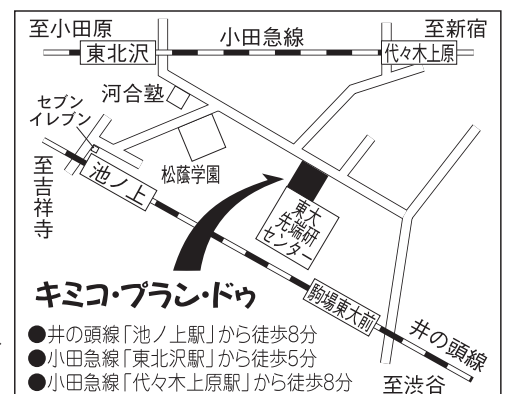 至小田原
小田急線
至新宿
東北沢
代々木上原
河合塾
セブン
イレブン
松蔭学園
池ノ上
至吉祥寺
東大
先端研
センター
キミコ・プラン・ドゥ
駒場東大前
井の頭線
●井の頭線「池ノ上駅」から徒歩8分
●小田急線「東北沢駅」から徒歩5分
●小田急線「代々木上原駅」から徒歩8分
至渋谷